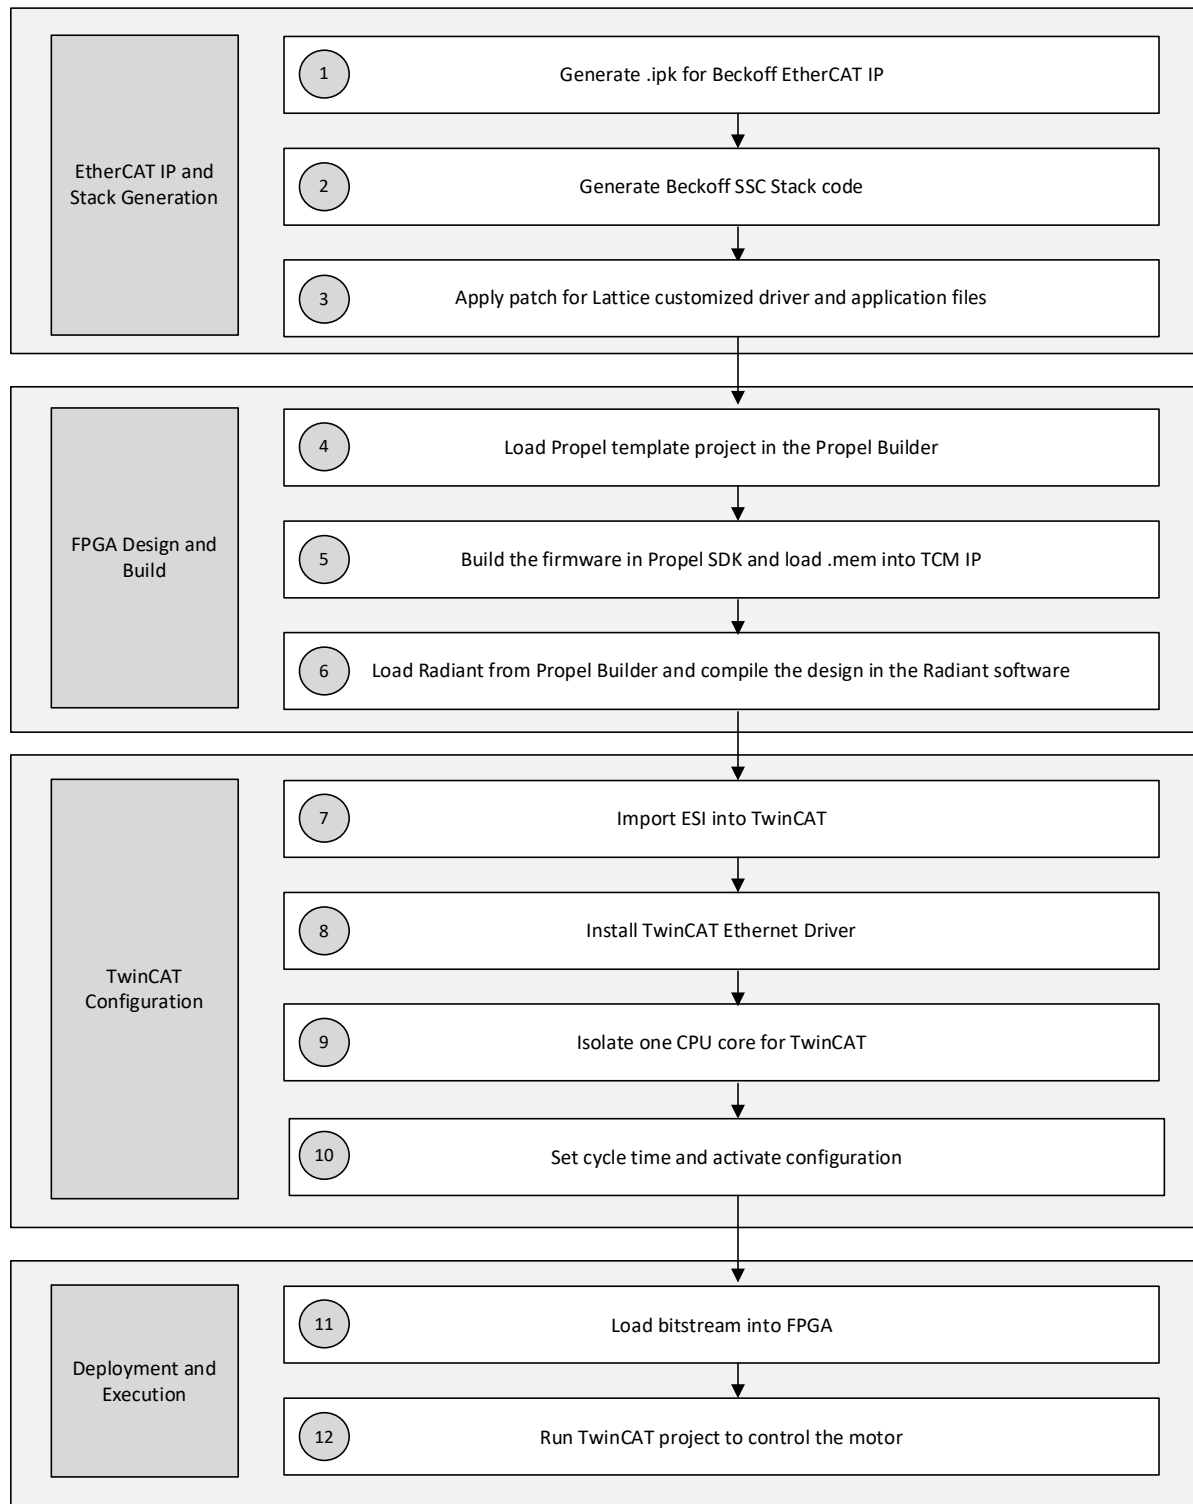 EtherCAT IP and
Stack Generation
1
Generate .ipk for Beckoff EtherCAT IP
2
Generate Beckoff SSC Stack code
3
Apply patch for Lattice customized driver and application files
FPGA Design and
Build
4
Load Propel template project in the Propel Builder
5
Build the firmware in Propel SDK and load .mem into TCM IP
6
Load Radiant from Propel Builder and compile the design in the Radiant software
TwinCAT
Configuration
7
Import ESI into TwinCAT
8
Install TwinCAT Ethernet Driver
9
Isolate one CPU core for TwinCAT
10
Set cycle time and activate configuration
Deployment and
Execution
11
Load bitstream into FPGA
12
Run TwinCAT project to control the motor